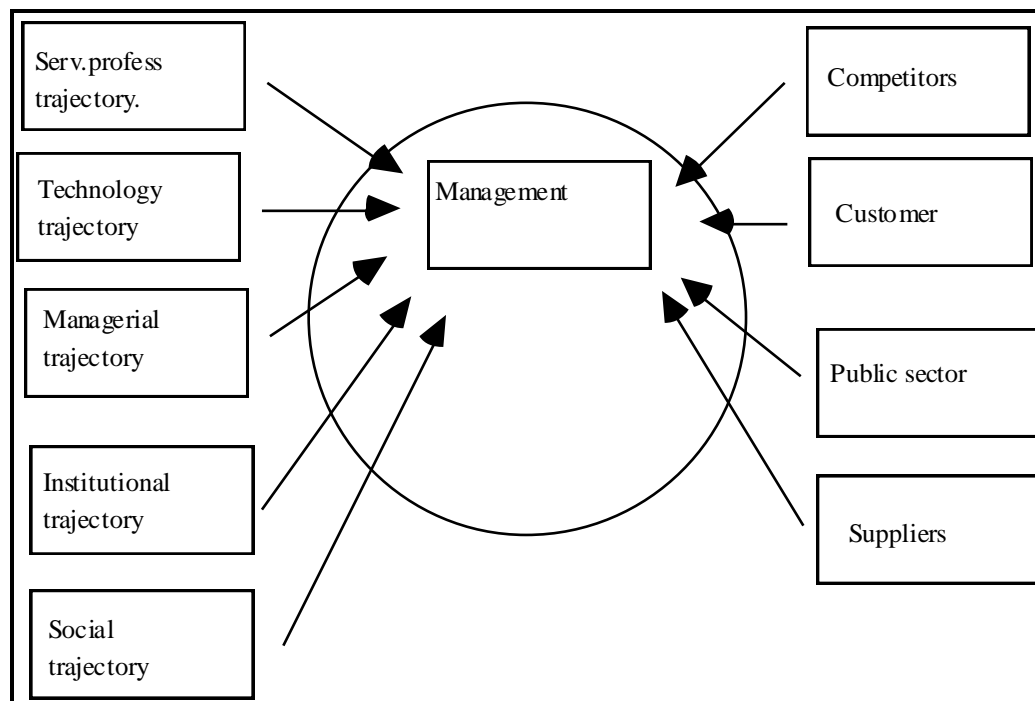 Serv.profess
trajectory.
Technology
trajectory
Managerial
trajectory
Institutional
trajectory
Social
trajectory
Management
Competitors
Customer
Public sector
Suppliers